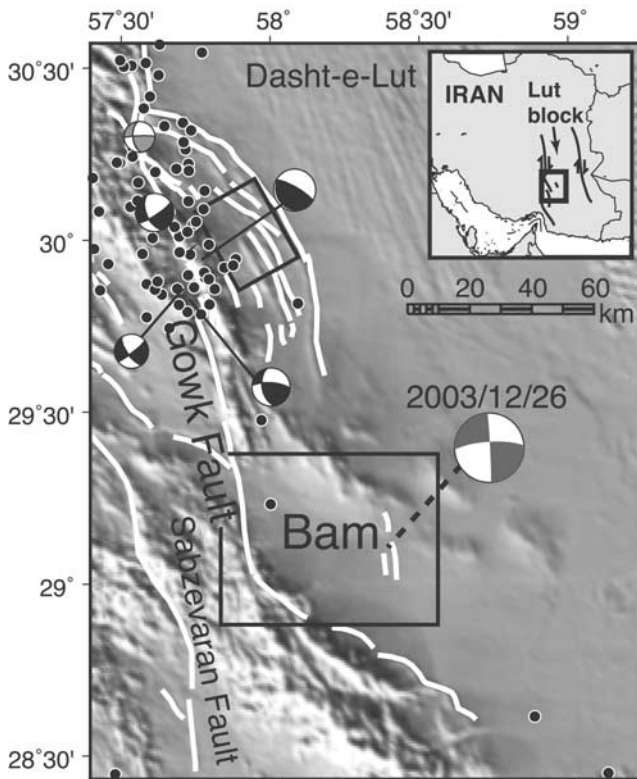 57˚30'
58˚
58˚30'
59˚
30˚30'
30˚
29˚30'
29˚
28˚30'
Dasht-e-Lut
IRAN
Lut
block
0 20 40 60
km
2003/12/26
Gowk Fault
Bam
Sabzevaran Fault